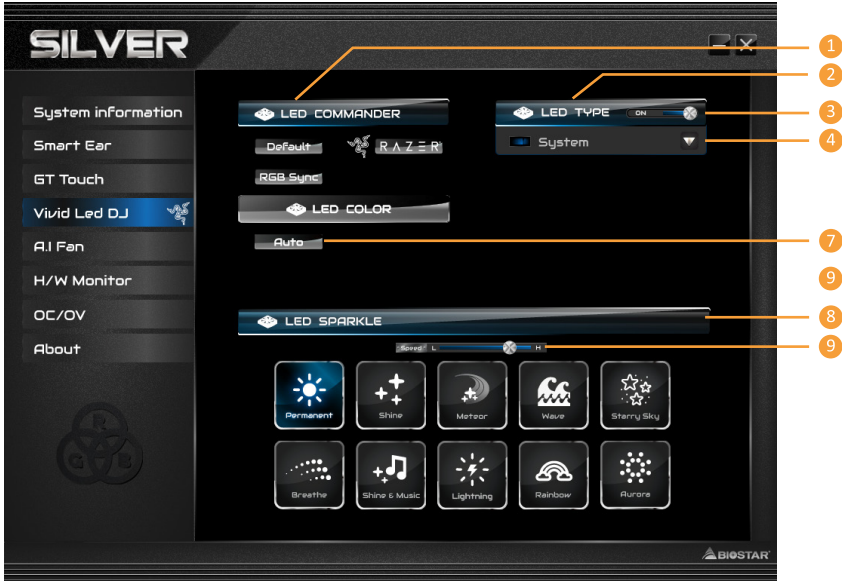 SILVER
1
2
System information
LED COMMANDER
LED TYPE ON
3
Smart Ear
Default RAZER
System
4
GT Touch
RGB Sync
Vivid Led DJ
LED COLOR
A.I Fan
Auto
7
H/W Monitor
9
OC/OV
LED SPARKLE
8
About
Speed L H
9
Permanent
Shine
Meteor
Wave
Starry Sky
R
G B
Breathe
Shine & Music
Lightning
Rainbow
Aurora
BIOSTAR